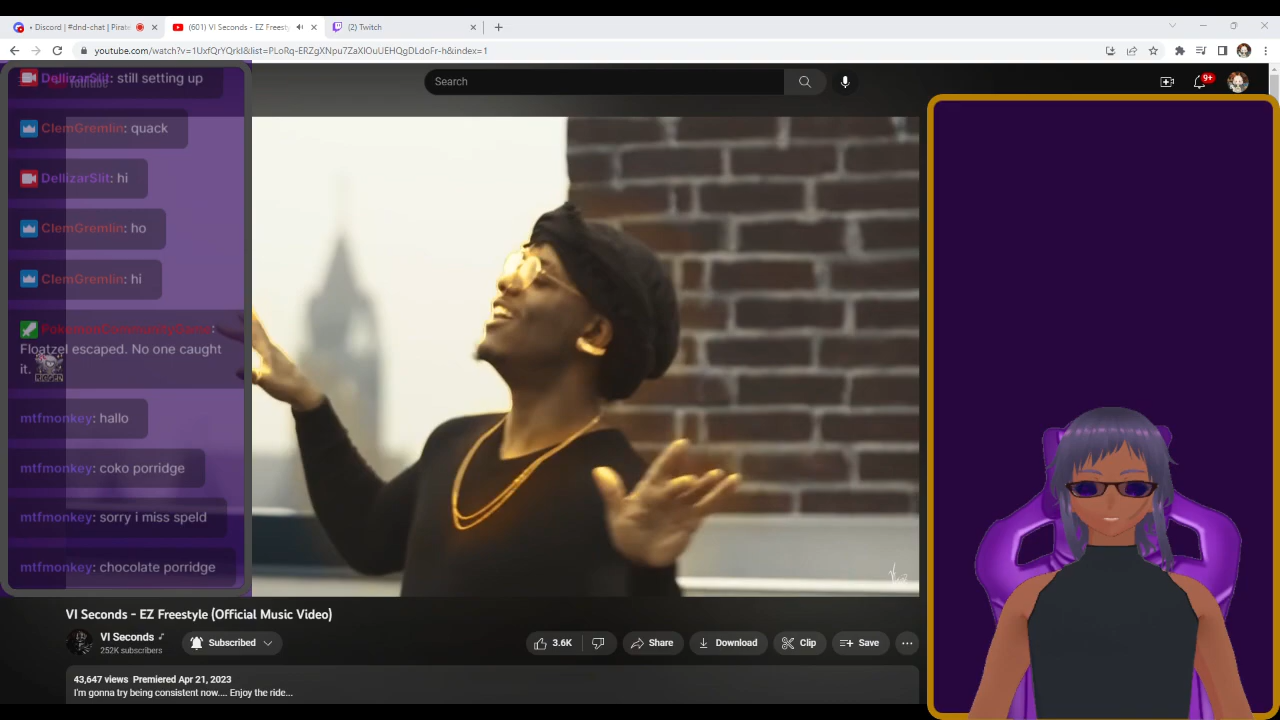 Discord | #dnd-chat | Pirate
(601) VI Seconds - EZ Freesty
(2) Twitch
youtube.com/watch?v=1UxfQrYQrkI&list=PLoRq-ERZgXNpu7ZaXlOuUEHQgDLdoFr-h&index=1
DellizarSlit: still setting up
YouTube
Search
9+
ClemGremlin: quack
DellizarSlit: hi
ClemGremlin: ho
ClemGremlin: hi
PokemonCommunityGame:
Floatzel escaped. No one caught
it.
mtfmonkey: hallo
mtfmonkey: coko porridge
mtfmonkey: sorry i miss speld
mtfmonkey: chocolate porridge
VI Seconds - EZ Freestyle (Official Music Video)
VI Seconds
252K subscribers
Subscribed
3.6K
Share
Download
Clip
Save
43,647 views Premiered Apr 21, 2023
I'm gonna try being consistent now.... Enjoy the ride...